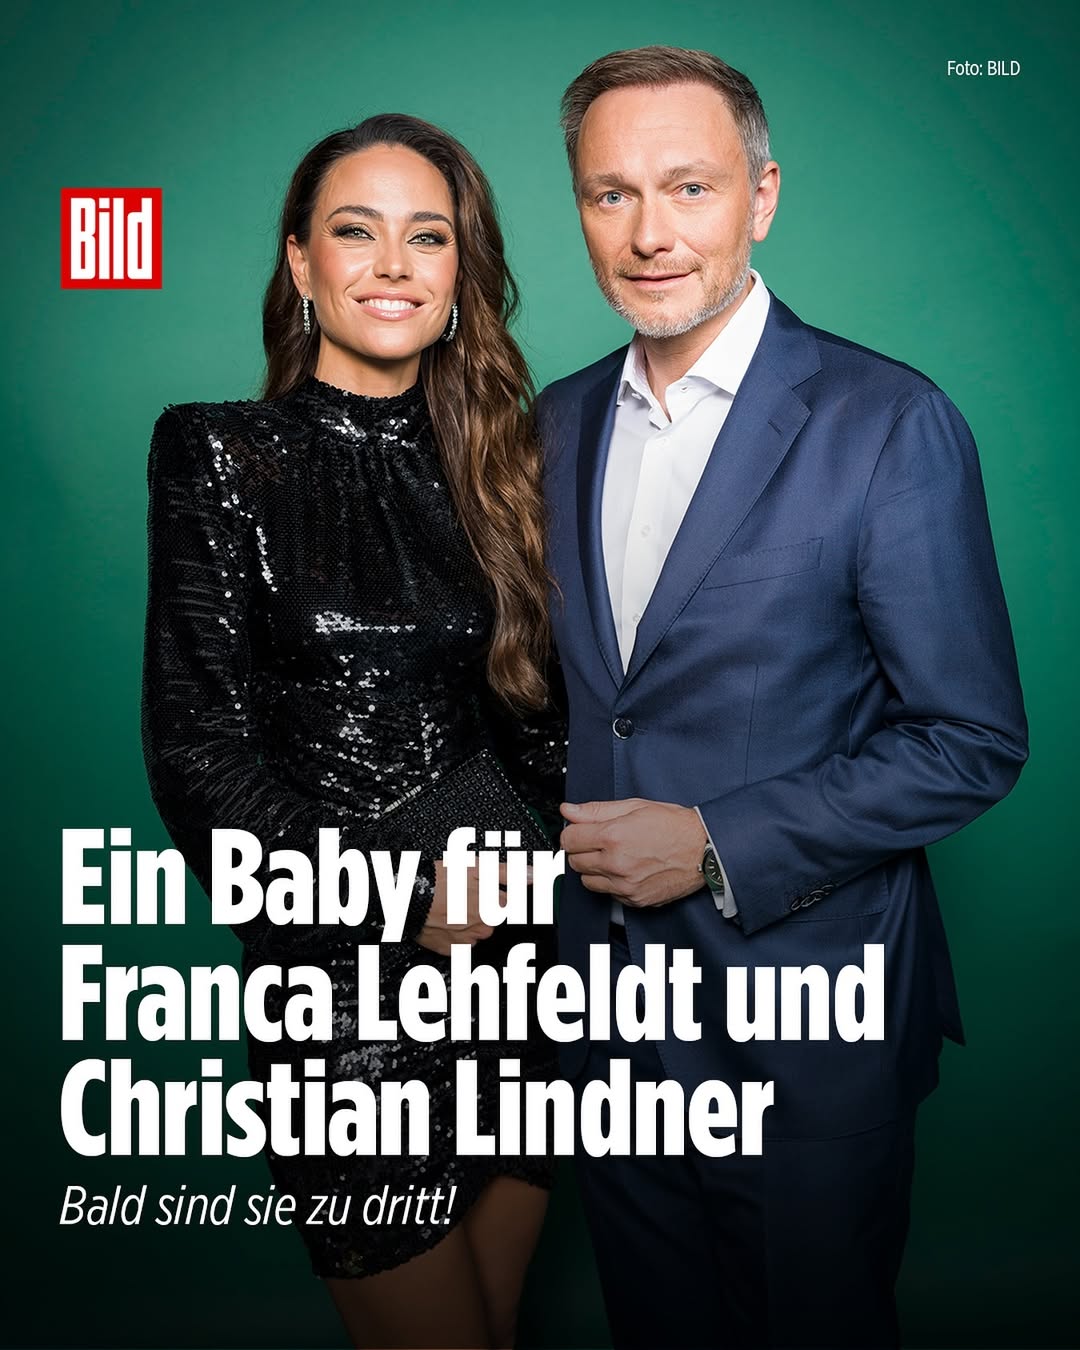 Foto: BILD
Bild
Ein Baby für
Franca Lehfeldt und
Christian Lindner
Bald sind sie zu dritt!